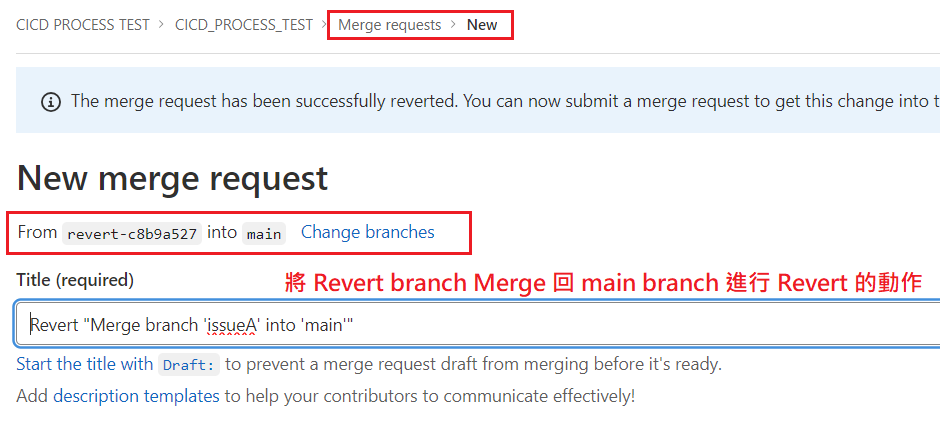 CICD PROCESS TEST > CICD_PROCESS_TEST > Merge requests > New
The merge request has been successfully reverted. You can now submit a merge request to get this change into t
New merge request
From revert-c8b9a527 into main Change branches
Title (required) 將 Revert branch Merge 回 main branch 進行 Revert 的動作
Revert "Merge branch 'issueA' into 'main'"
Start the title with Draft: to prevent a merge request draft from merging before it's ready.
Add description templates to help your contributors to communicate effectively!